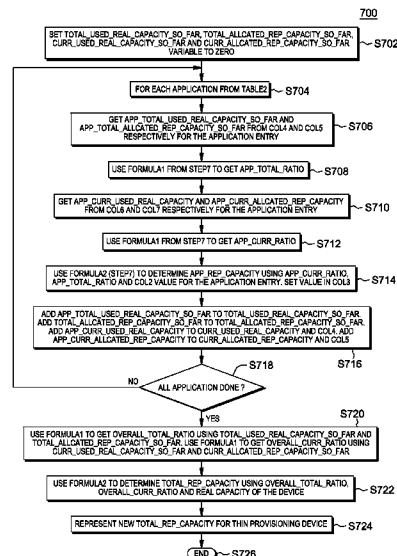 700
SET TOTAL_USED_REAL_CAPACITY_SO_FAR, TOTAL_ALLCATED_REP_CAPACITY_SO_FAR,
CURR_USED_REAL_CAPACITY_SO_FAR AND CURR_ALLCATED_REP_CAPACITY_SO_FAR
VARIABLE TO ZERO
S702
FOR EACH APPLICATION FROM TABLE2
S704
GET APP_TOTAL_USED_REAL_CAPACITY_SO_FAR AND
APP_TOTAL_ALLCATED_REP_CAPACITY_SO_FAR FROM COL4 AND COL5
RESPECTIVELY FOR THE APPLICATION ENTRY
S706
USE FORMULA1 FROM STEP7 TO GET APP_TOTAL_RATIO
S708
GET APP_CURR_USED_REAL_CAPACITY AND APP_CURR_ALLCATED_REP_CAPACITY
FROM COL6 AND COL7 RESPECTIVELY FOR THE APPLICATION ENTRY
S710
USE FORMULA1 FROM STEP7 TO GET APP_CURR_RATIO
S712
USE FORMULA2 (STEP7) TO DETERMINE APP_REP_CAPACITY USING APP_CURR_RATIO,
APP_TOTAL_RATIO AND COL2 VALUE FOR THE APPLICATION ENTRY. SET VALUE IN COL3
S714
ADD APP_TOTAL_USED_REAL_CAPACITY_SO_FAR TO TOTAL_USED_REAL_CAPACITY_SO_FAR.
ADD TOTAL_ALLCATED_REP_CAPACITY_SO_FAR TO TOTAL_ALLCATED_REP_CAPACITY_SO_FAR.
ADD APP_CURR_USED_REAL_CAPACITY TO CURR_USED_REAL_CAPACITY AND COL4. ADD
APP_CURR_ALLCATED_REP_CAPACITY TO CURR_ALLCATED_REP_CAPACITY AND COL5
S716
S718
NO
ALL APPLICATION DONE ?
YES
S720
USE FORMULA1 TO GET OVERALL_TOTAL_RATIO USING TOTAL_USED_REAL_CAPACITY_SO_FAR AND
TOTAL_ALLCATED_REP_CAPACITY_SO_FAR. USE FORMULA1 TO GET OVERALL_CURR_RATIO USING
CURR_USED_REAL_CAPACITY_SO_FAR AND CURR_ALLCATED_REP_CAPACITY_SO_FAR
USE FORMULA2 TO DETERMINE TOTAL_REP_CAPACITY USING OVERALL_TOTAL_RATIO,
OVERALL_CURR_RATIO AND REAL CAPACITY OF THE DEVICE
S722
REPRESENT NEW TOTAL_REP_CAPACITY FOR THIN PROVISIONING DEVICE
S724
END
S726